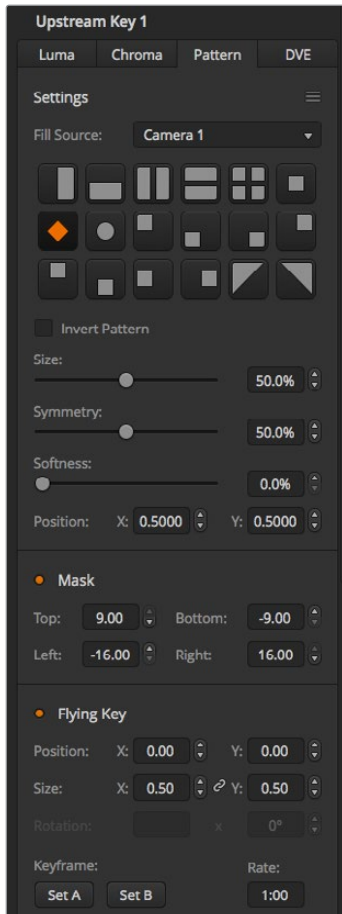 Upstream Key 1
Luma Chroma Pattern DVE
Settings
Fill Source: Camera 1
Invert Pattern
Size:
50.0%
Symmetry:
50.0%
Softness:
0.0%
Position: X: 0.5000 Y: 0.5000
Mask
Top: 9.00 Bottom: -9.00
Left: -16.00 Right: 16.00
Flying Key
Position: X: 0.00 Y: 0.00
Size: X: 0.50 Y: 0.50
Rotation: x 0°
Keyframe: Rate:
Set A Set B 1:00